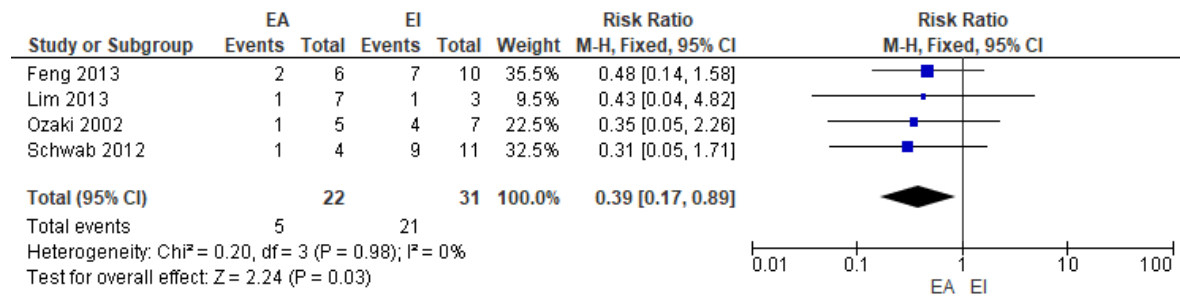 EA EI Risk Ratio Risk Ratio
Study or Subgroup Events Total Events Total Weight M-H, Fixed, 95% CI M-H, Fixed, 95% CI
Feng 2013 2 6 7 10 35.5% 0.48 [0.14, 1.58]
Lim 2013 1 7 1 3 9.5% 0.43 [0.04, 4.82]
Ozaki 2002 1 5 4 7 22.5% 0.35 [0.05, 2.26]
Schwab 2012 1 4 9 11 32.5% 0.31 [0.05, 1.71]
Total (95% CI) 22 31 100.0% 0.39 [0.17, 0.89]
Total events 5 21
Heterogeneity: Chi² = 0.20, df = 3 (P = 0.98); I² = 0%
Test for overall effect: Z = 2.24 (P = 0.03)
0.01 0.1 1 10 100
EA EI